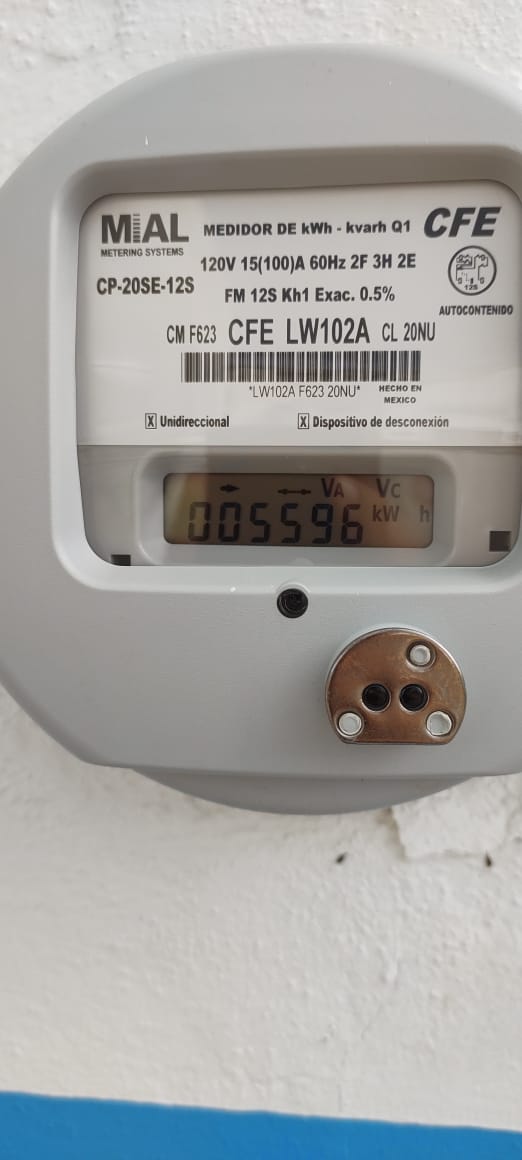 MIAL
METERING SYSTEMS
MEDIDOR DE kWh - kvarh Q1
CFE
120V 15(100)A 60Hz 2F 3H 2E
CP-20SE-12S
FM 12S Kh1 Exac. 0.5%
12S
AUTOCONTENIDO
CM F623 CFE LW102A CL 20NU
*LW102A F623 20NU*
HECHO EN
MEXICO
X Unidireccional
X Dispositivo de desconexión
VA VC
005596 kW h